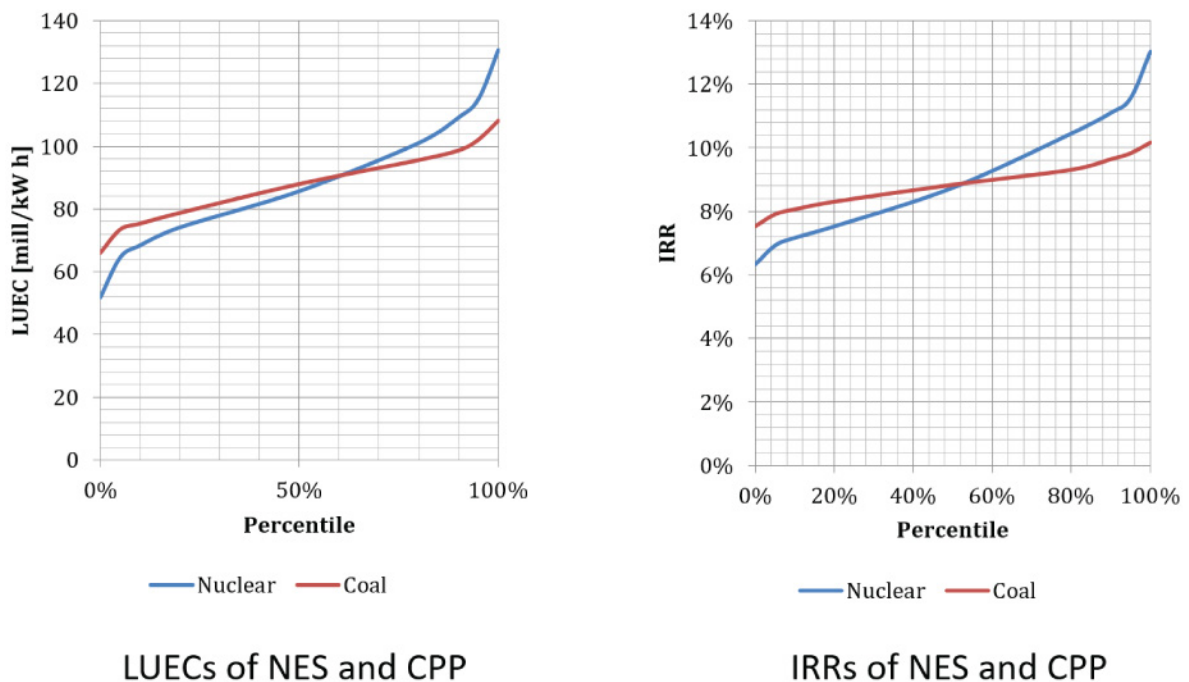 140
120
100
80
60
40
20
0
LUEC [mill/kW h]
0% 50% 100%
Percentile
Nuclear Coal
LUECs of NES and CPP
14%
12%
10%
8%
6%
4%
2%
0%
IRR
0% 20% 40% 60% 80% 100%
Percentile
Nuclear Coal
IRRs of NES and CPP